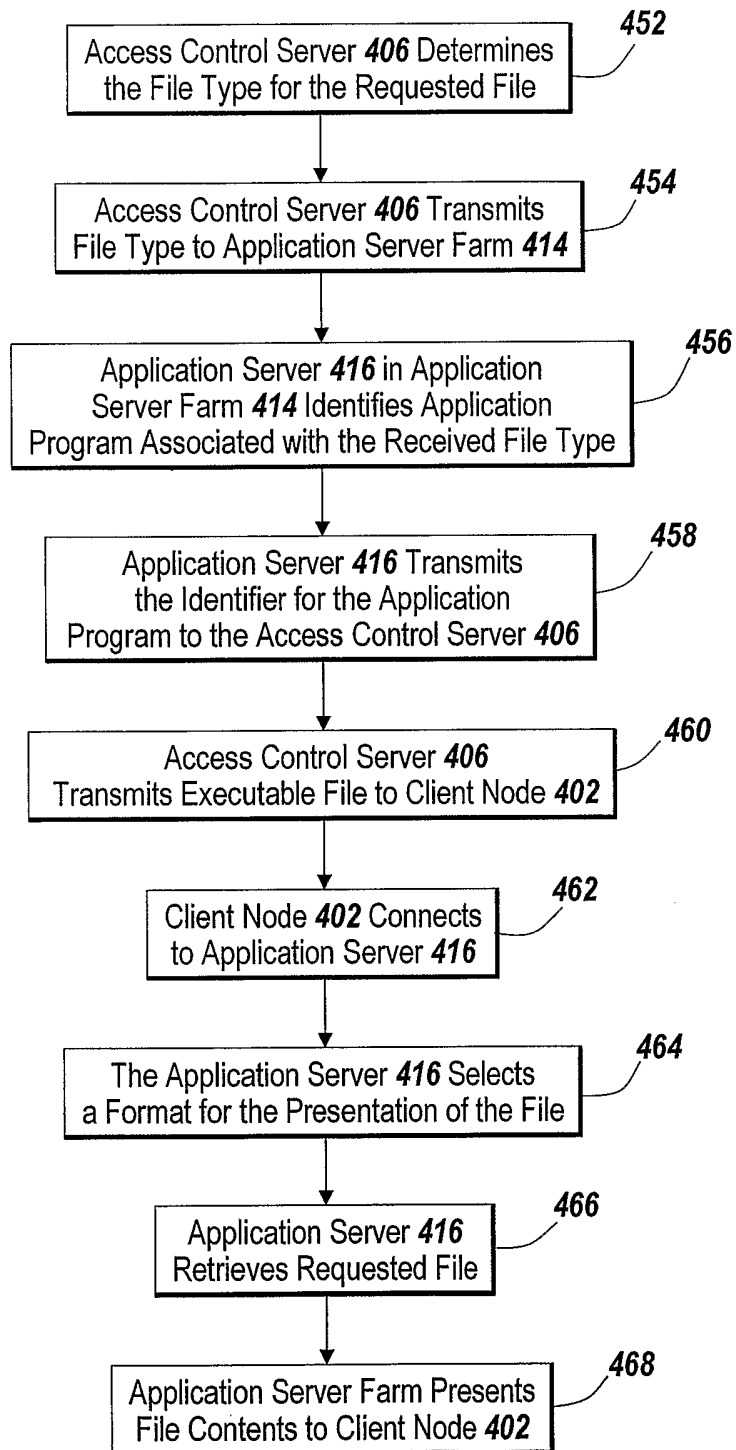 452
Access Control Server 406 Determines
the File Type for the Requested File
454
Access Control Server 406 Transmits
File Type to Application Server Farm 414
456
Application Server 416 in Application
Server Farm 414 Identifies Application
Program Associated with the Received File Type
458
Application Server 416 Transmits
the Identifier for the Application
Program to the Access Control Server 406
460
Access Control Server 406
Transmits Executable File to Client Node 402
462
Client Node 402 Connects
to Application Server 416
464
The Application Server 416 Selects
a Format for the Presentation of the File
466
Application Server 416
Retrieves Requested File
468
Application Server Farm Presents
File Contents to Client Node 402